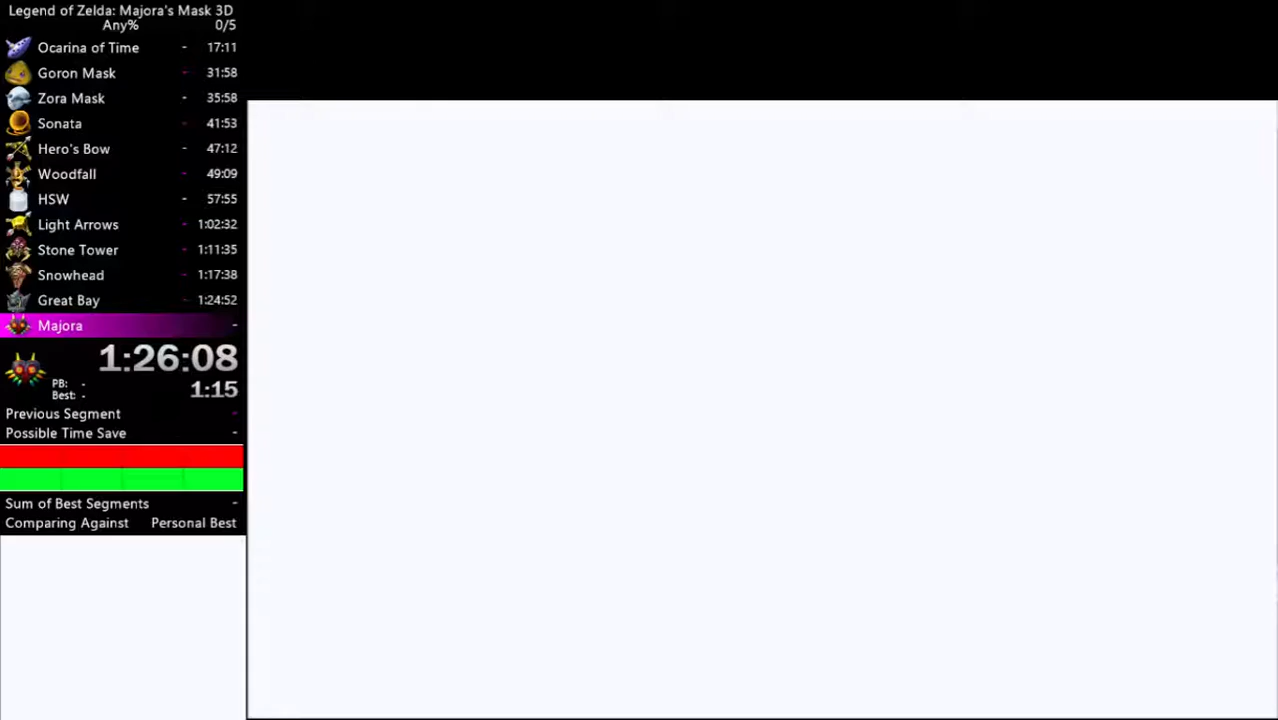 Legend of Zelda: Majora's Mask 3D
Any% 0/5
Ocarina of Time - 17:11
Goron Mask - 31:58
Zora Mask - 35:58
Sonata - 41:53
Hero's Bow - 47:12
Woodfall - 49:09
HSW - 57:55
Light Arrows - 1:02:32
Stone Tower - 1:11:35
Snowhead - 1:17:38
Great Bay - 1:24:52
Majora -
1:26:08
PB: -
Best: - 1:15
Previous Segment -
Possible Time Save -
Sum of Best Segments -
Comparing Against Personal Best